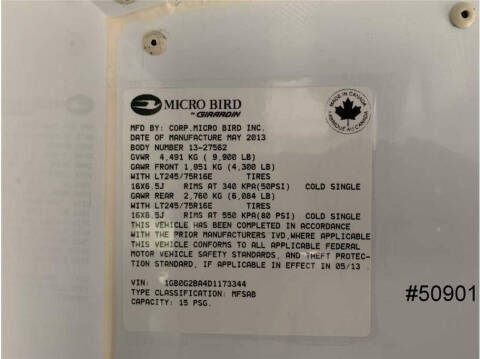 MICRO BIRD
BY GIRARDIN
MADE IN CANADA
FABRIQUÉ AU CANADA
MFD BY: CORP.MICRO BIRD INC.
DATE OF MANUFACTURE MAY 2013
BODY NUMBER 13-27562
GVWR 4,491 KG ( 9,900 LB)
GAWR FRONT 1,951 KG (4,300 LB)
WITH LT245/75R16E TIRES
16X6.5J RIMS AT 340 KPA(50PSI) COLD SINGLE
GAWR REAR 2,760 KG (6,084 LB)
WITH LT245/75R16E TIRES
16X6.5J RIMS AT 550 KPA(80 PSI) COLD SINGLE
THIS VEHICLE HAS BEEN COMPLETED IN ACCORDANCE
WITH THE PRIOR MANUFACTURERS IVD,WHERE APPLICABLE
THIS VEHICLE CONFORMS TO ALL APPLICABLE FEDERAL
MOTOR VEHICLE SAFETY STANDARDS, AND THEFT PROTEC-
TION STANDARD, IF APPLICABLE IN EFFECT IN 05/13 .
VIN: 1GB0G2BA4D1173344
TYPE CLASSIFICATION: MFSAB
CAPACITY: 15 PSG.
#50901